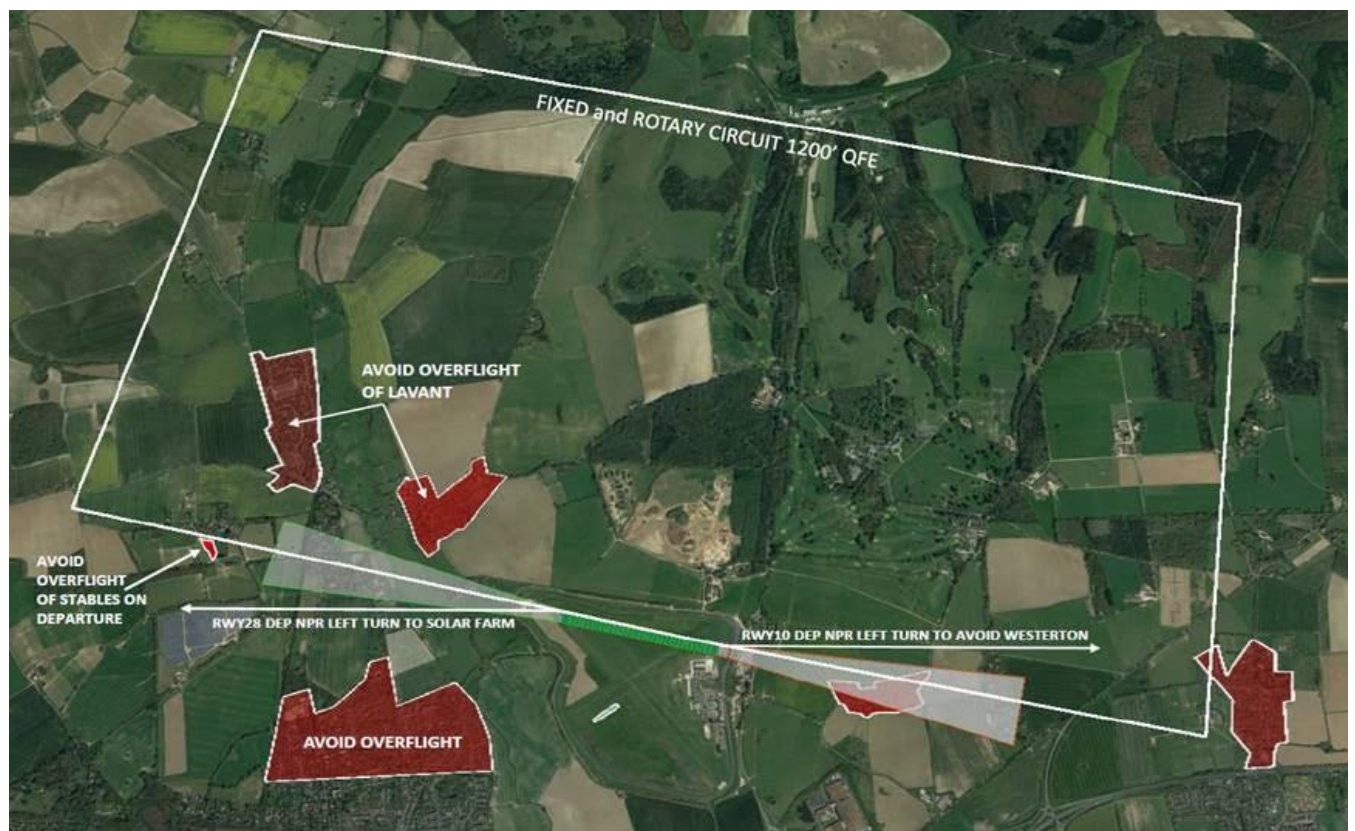 FIXED and ROTARY CIRCUIT 1200' QFE
AVOID OVERFLIGHT
OF LAVANT
AVOID
OVERFLIGHT
OF STABLES ON
DEPARTURE
RWY28 DEP NPR LEFT TURN TO SOLAR FARM
RWY10 DEP NPR LEFT TURN TO AVOID WESTERTON
AVOID OVERFLIGHT